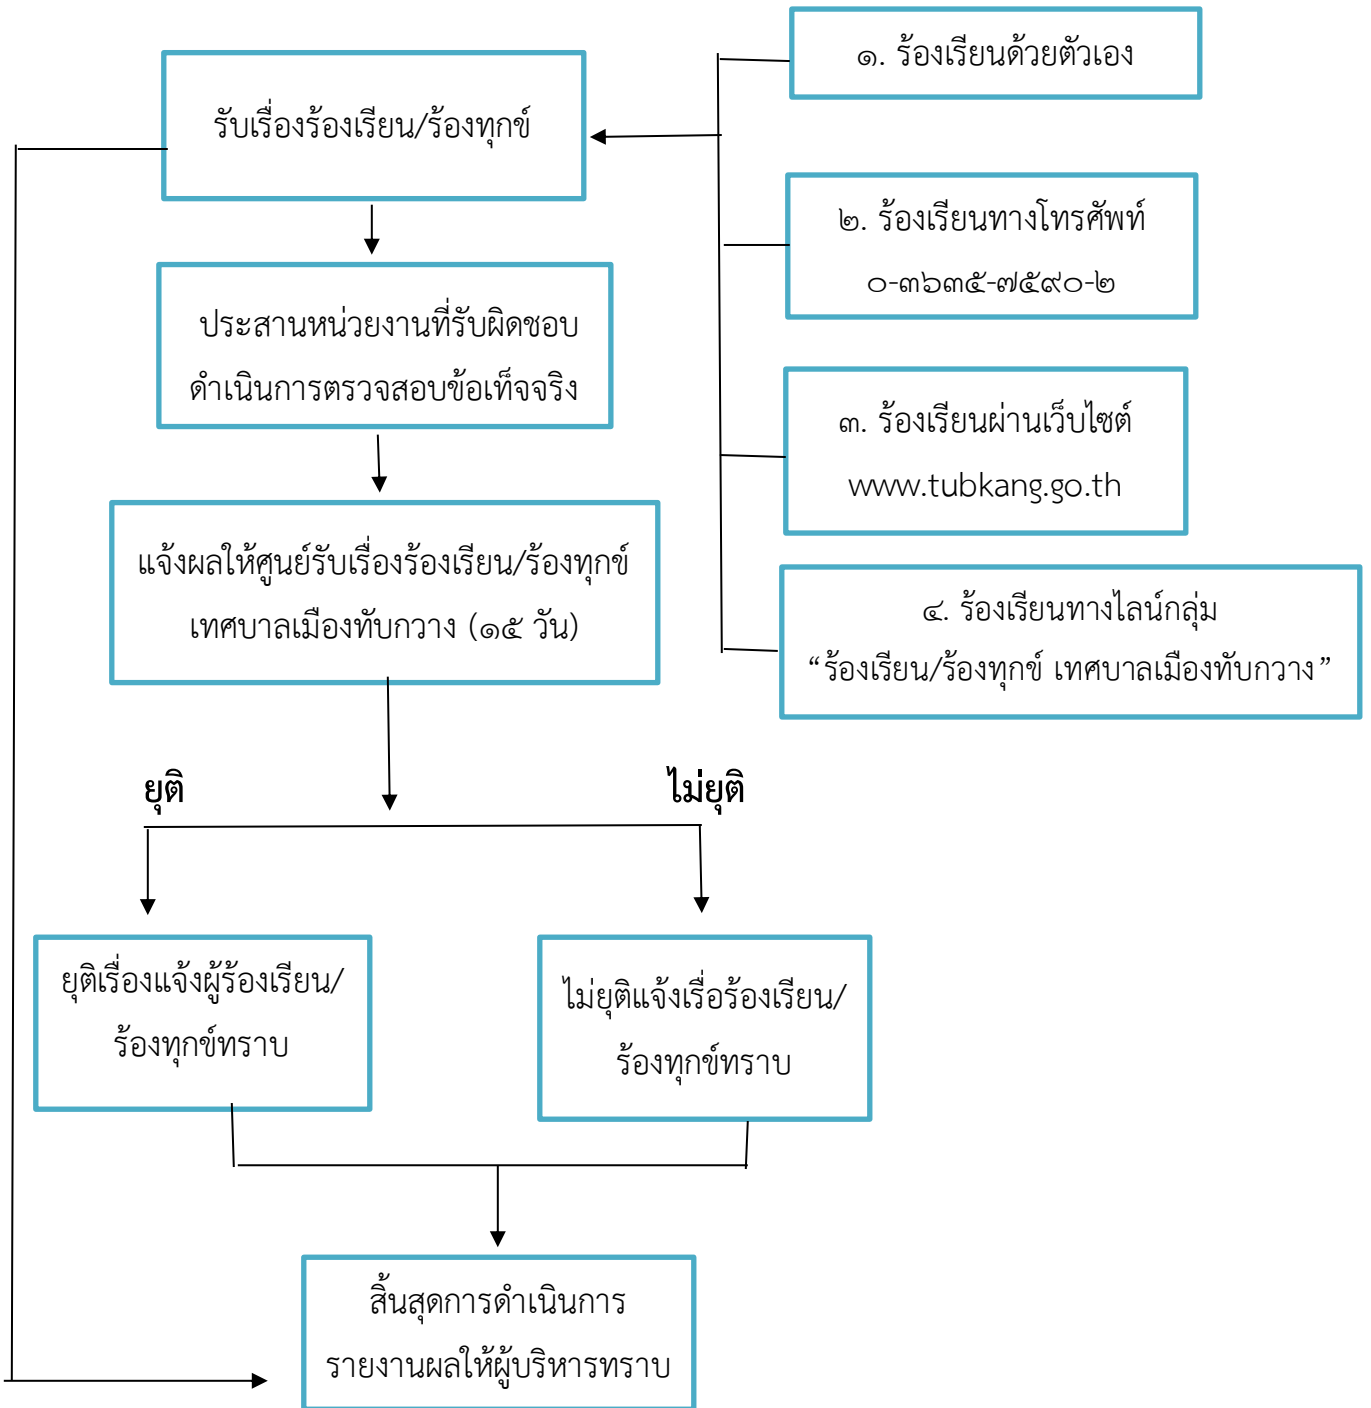 ๑. ร้องเรียนด้วยตัวเอง
รับเรื่องร้องเรียน/ร้องทุกข์
๒. ร้องเรียนทางโทรศัพท์
๐-๓๖๓๕-๗๕๙๐-๒
ประสานหน่วยงานที่รับผิดชอบ
ดำเนินการตรวจสอบข้อเท็จจริง
๓. ร้องเรียนผ่านเว็บไซต์
www.tubkang.go.th
แจ้งผลให้ศูนย์รับเรื่องร้องเรียน/ร้องทุกข์
เทศบาลเมืองทับกวาง (๑๕ วัน)
๔. ร้องเรียนทางไลน์กลุ่ม
“ร้องเรียน/ร้องทุกข์ เทศบาลเมืองทับกวาง”
ยุติ
ไม่ยุติ
ยุติเรื่องแจ้งผู้ร้องเรียน/
ร้องทุกข์ทราบ
ไม่ยุติแจ้งเรื่อร้องเรียน/
ร้องทุกข์ทราบ
สิ้นสุดการดำเนินการ
รายงานผลให้ผู้บริหารทราบ